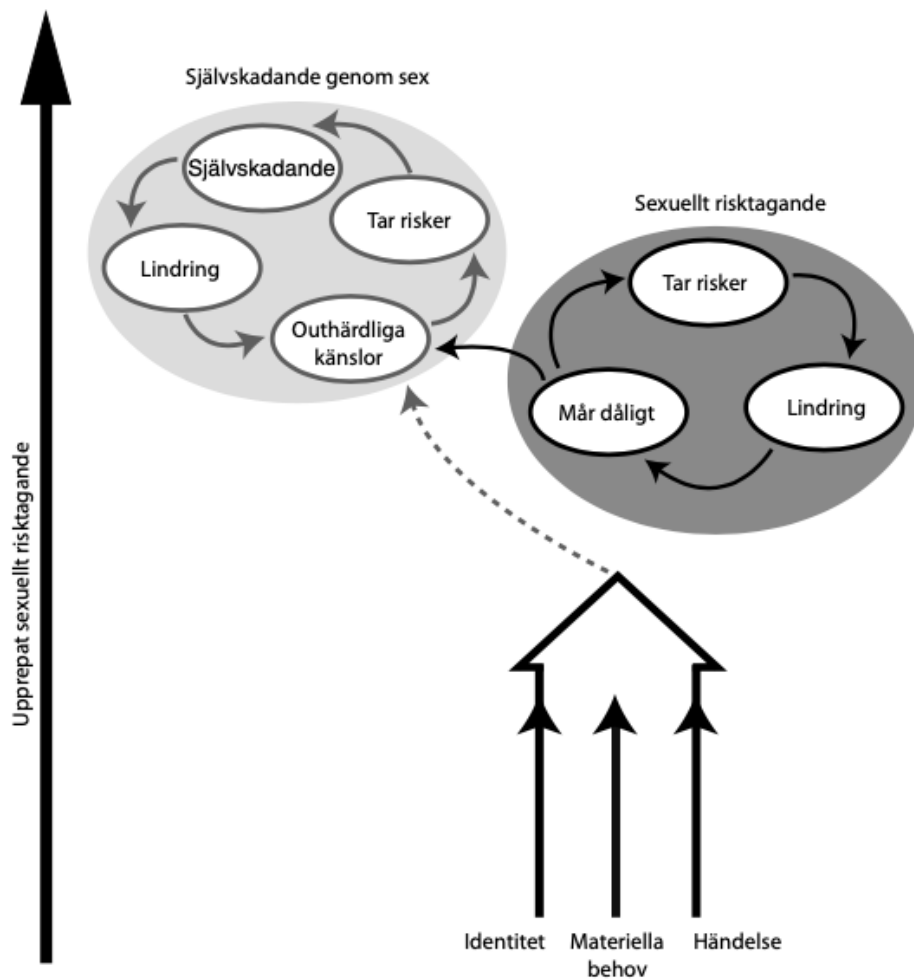 Självskadande genom sex
Självskadande
Tar risker
Lindring
Outhärdliga
känslor
Sexuellt risktagande
Tar risker
Mår dåligt
Lindring
Upprepat sexuellt risktagande
Identitet
Materiella
behov
Händelse